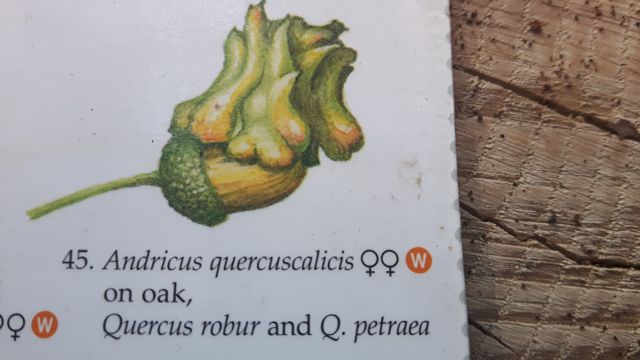 45. Andricus quercuscalicis ♀♀ W
on oak,
♀♀ W Quercus robur and Q. petraea